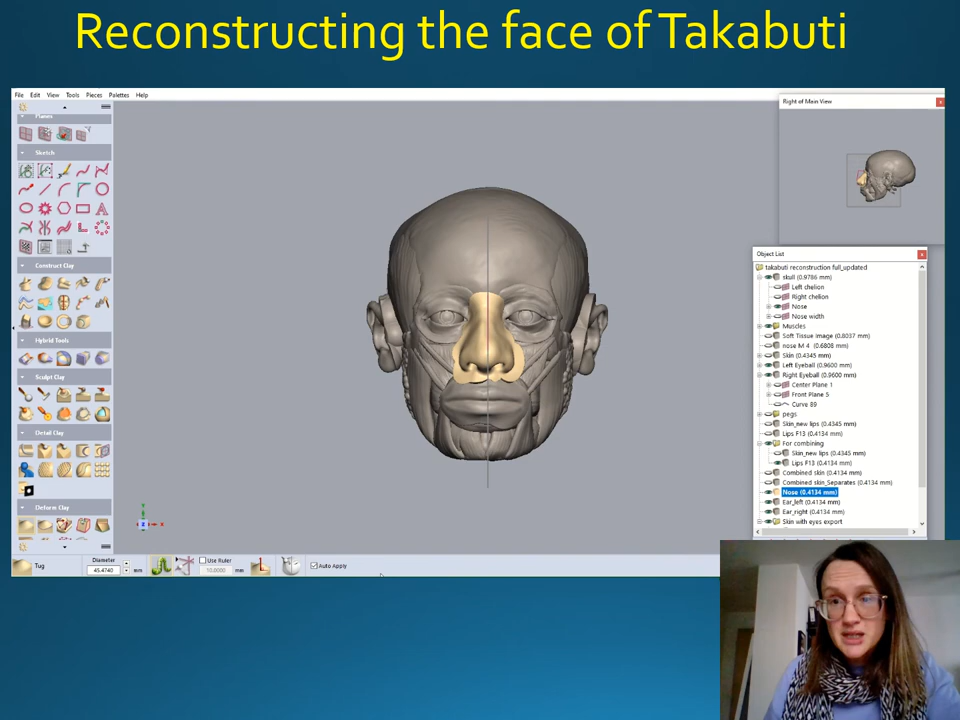 Reconstructing the face of Takabuti
File Edit View Tools Pieces Palettes Help
Planes
Sketch
Construct Clay
Hybrid Tools
Sculpt Clay
Detail Clay
Deform Clay
Right of Main View
Object List
takabuti reconstruction full_updated
skull (0.9786 mm)
Left chelion
Right chelion
Nose
Nose width
Muscles
Soft Tissue Image (0.8037 mm)
nose M 4 (0.6808 mm)
Skin (0.4345 mm)
Left Eyeball (0.9600 mm)
Right Eyeball (0.9600 mm)
Center Plane 1
Front Plane 5
Curve 89
pegs
Skin_new lips (0.4345 mm)
Lips F13 (0.4134 mm)
For combining
Skin_new lips (0.4345 mm)
Lips F13 (0.4134 mm)
Combined skin (0.4134 mm)
Combined skin_Separates (0.4134 mm)
Nose (0.4134 mm)
Ear_left (0.4134 mm)
Ear_right (0.4134 mm)
Skin with eyes export
Tug
Diameter
45.4740 mm
Use Ruler
10.0000 mm
Auto Apply